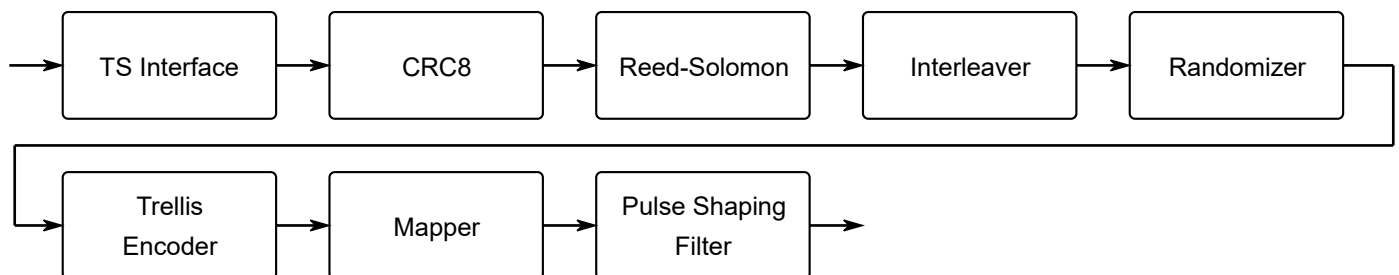 TS Interface
CRC8
Reed-Solomon
Interleaver
Randomizer
Trellis
Encoder
Mapper
Pulse Shaping
Filter